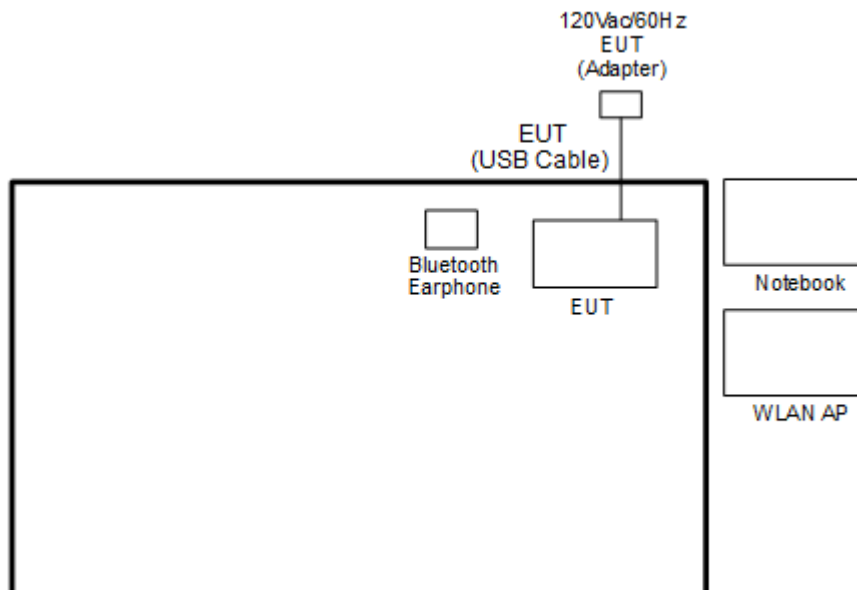 120Vac/60Hz
EUT
(Adapter)
EUT
(USB Cable)
Bluetooth
Earphone
EUT
Notebook
WLAN AP